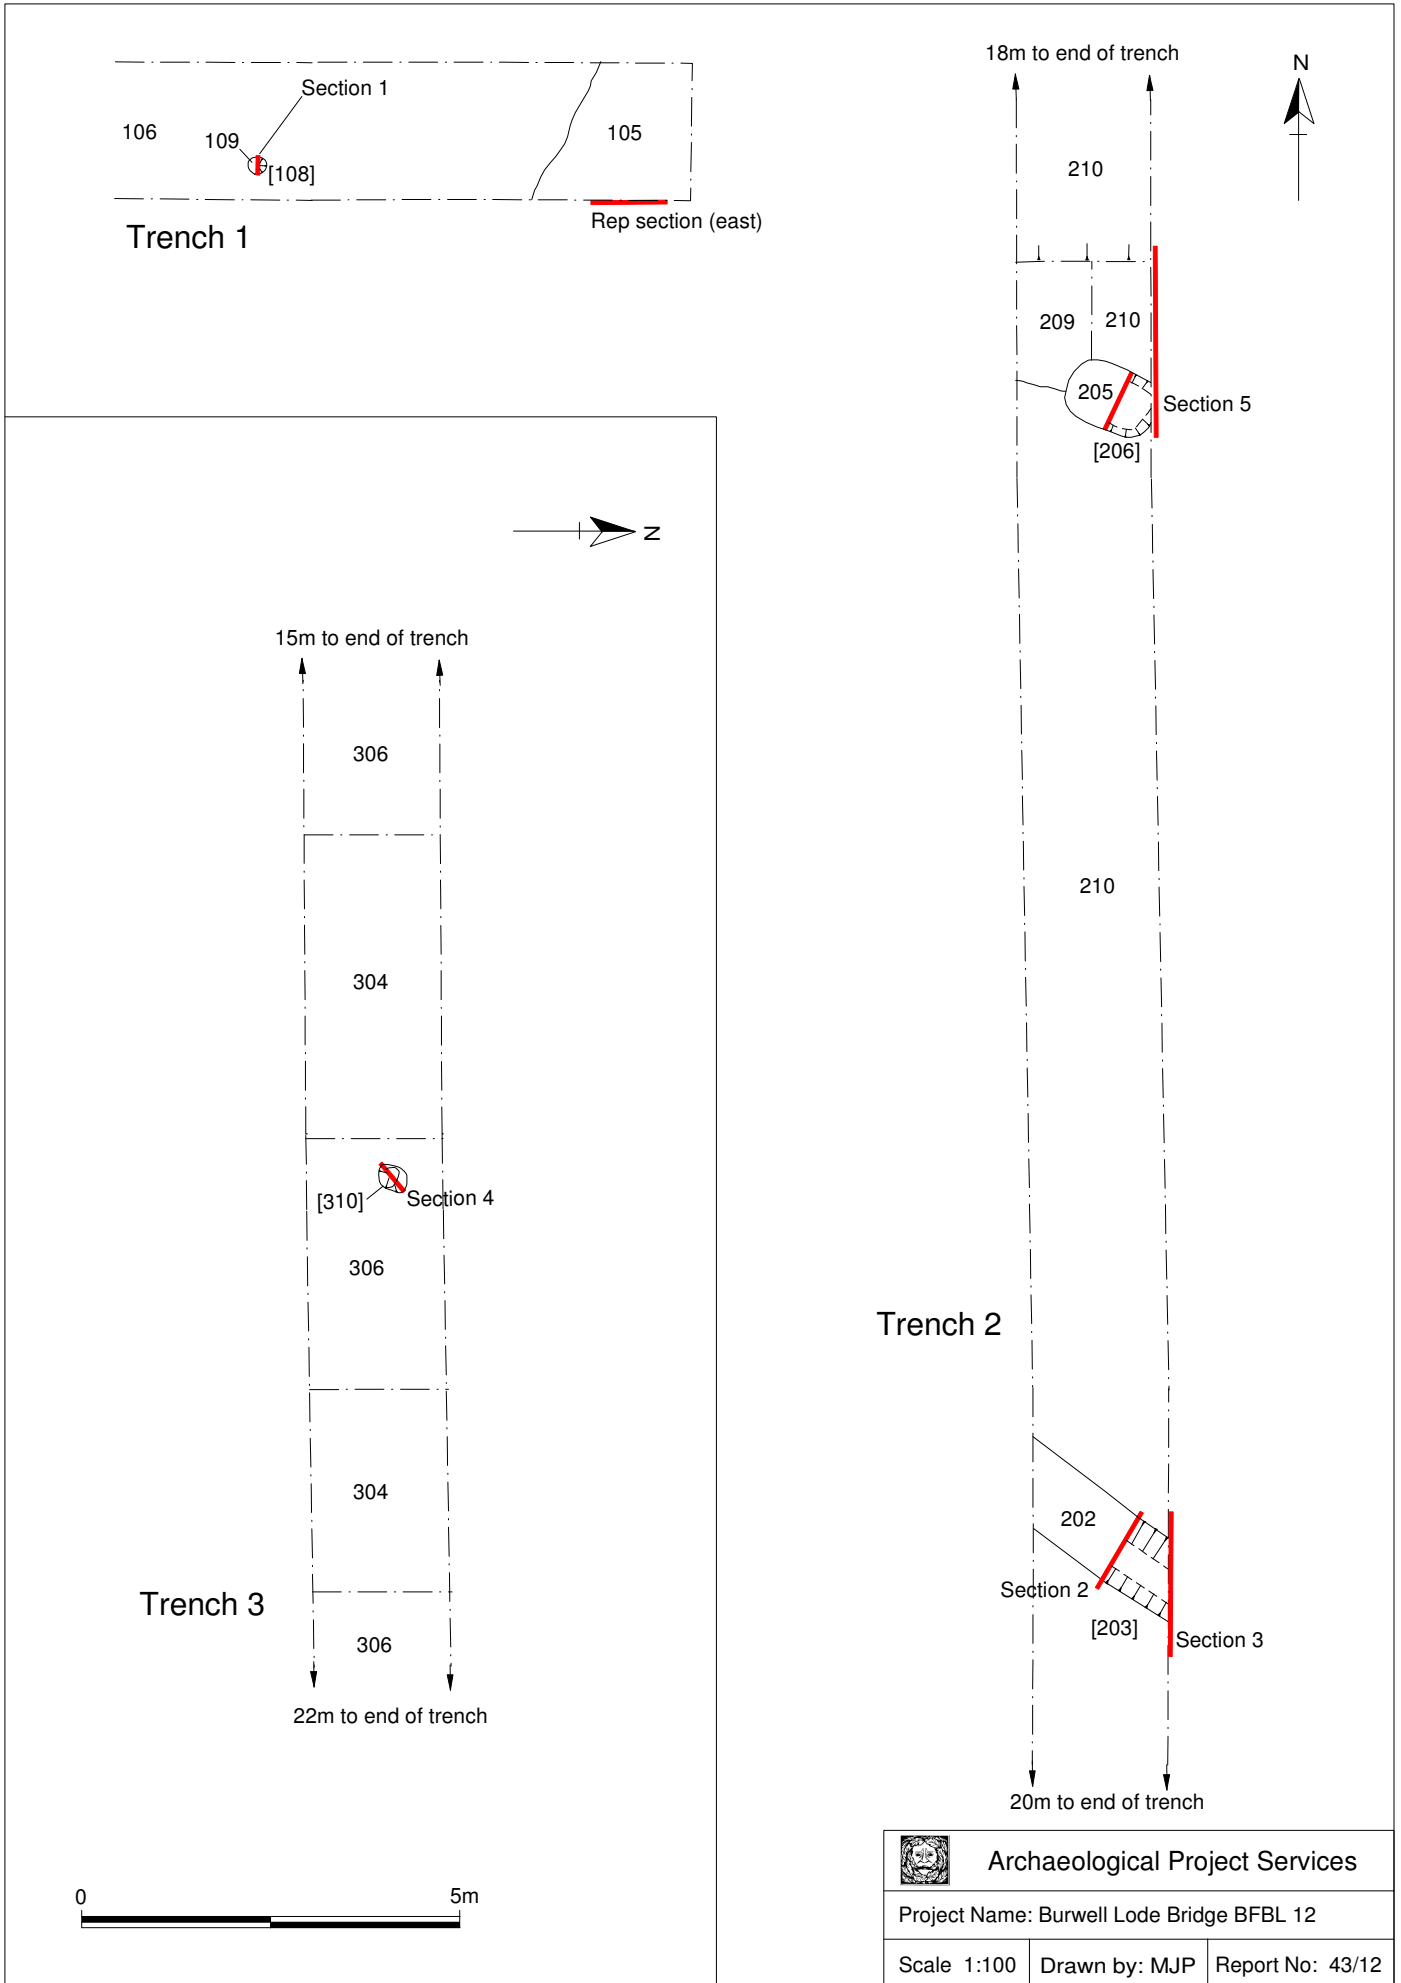 Section 1
106
109
105
[108]
Rep section (east)
Trench 1
18m to end of trench
N
210
209
210
205
Section 5
[206]
210
Trench 2
202
Section 2
[203]
Section 3
20m to end of trench
N
15m to end of trench
306
304
[310]
Section 4
306
304
Trench 3
306
22m to end of trench
0 5m
Archaeological Project Services
Project Name: Burwell Lode Bridge BFBL 12
Scale 1:100 Drawn by: MJP Report No: 43/12